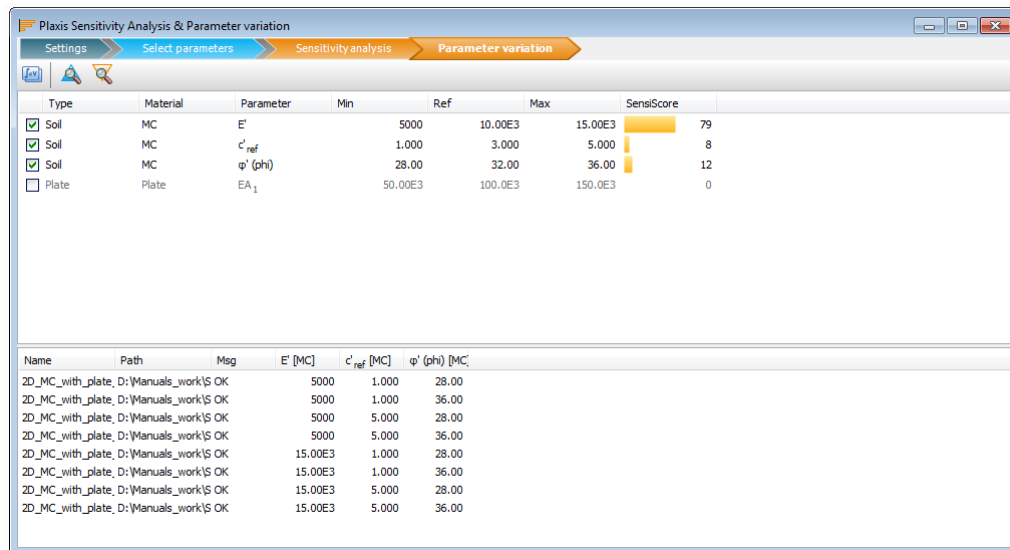 Plaxis Sensitivity Analysis & Parameter variation
Settings Select parameters Sensitivity analysis Parameter variation
Type Material Parameter Min Ref Max SensiScore
Soil MC E' 5000 10.00E3 15.00E3 79
Soil MC c'ref 1.000 3.000 5.000 8
Soil MC φ' (phi) 28.00 32.00 36.00 12
Plate Plate EA1 50.00E3 100.0E3 150.0E3 0
Name Path Msg E' [MC] c'ref [MC] φ' (phi) [MC]
2D_MC_with_plate_ D:\Manuals_work\S OK 5000 1.000 28.00
2D_MC_with_plate_ D:\Manuals_work\S OK 5000 1.000 36.00
2D_MC_with_plate_ D:\Manuals_work\S OK 5000 5.000 28.00
2D_MC_with_plate_ D:\Manuals_work\S OK 5000 5.000 36.00
2D_MC_with_plate_ D:\Manuals_work\S OK 15.00E3 1.000 28.00
2D_MC_with_plate_ D:\Manuals_work\S OK 15.00E3 1.000 36.00
2D_MC_with_plate_ D:\Manuals_work\S OK 15.00E3 5.000 28.00
2D_MC_with_plate_ D:\Manuals_work\S OK 15.00E3 5.000 36.00